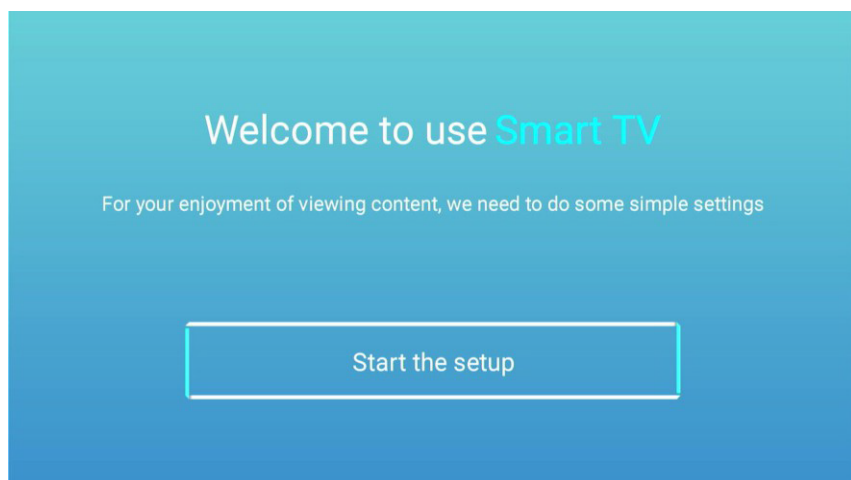 Welcome to use Smart TV
For your enjoyment of viewing content, we need to do some simple settings
Start the setup